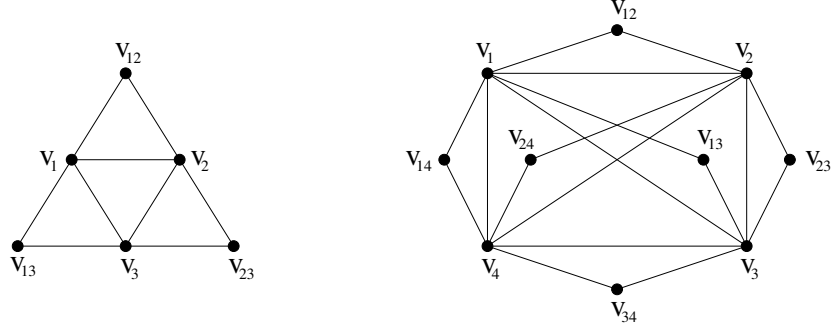 V₁₂
V₁ V₂
V₁₃ V₃ V₂₃
V₁₂
V₁ V₂
V₁₄ V₂₄ V₁₃ V₂₃
V₄ V₃
V₃₄